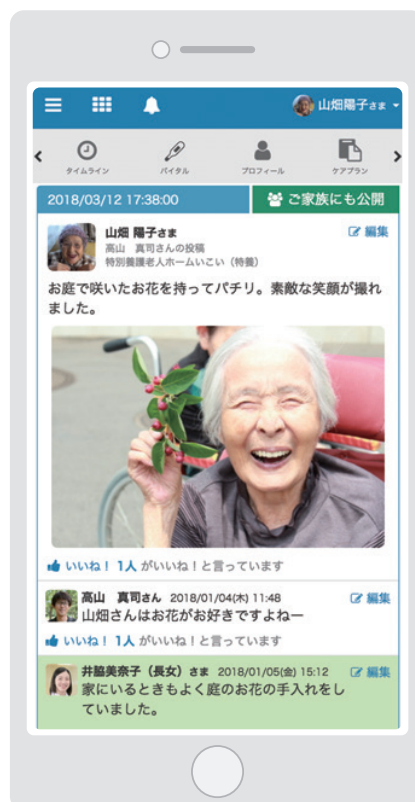 山畑陽子さま
タイムライン バイタル プロフィール ケアプラン
2018/03/12 17:38:00 ご家族にも公開
山畑 陽子さま 編集
高山 真司さんの投稿
特別養護老人ホームいこい（特養）
お庭で咲いたお花を持ってパチリ。素敵な笑顔が撮れ
ました。
いいね！ 1人 がいいね！と言っています
高山 真司さん 2018/01/04(木) 11:48 編集
山畑さんはお花がお好きですよねー
いいね！ 1人 がいいね！と言っています
井脇美奈子（長女）さま 2018/01/05(金) 15:12 編集
家にいるときもよく庭のお花の手入れをし
ていました。